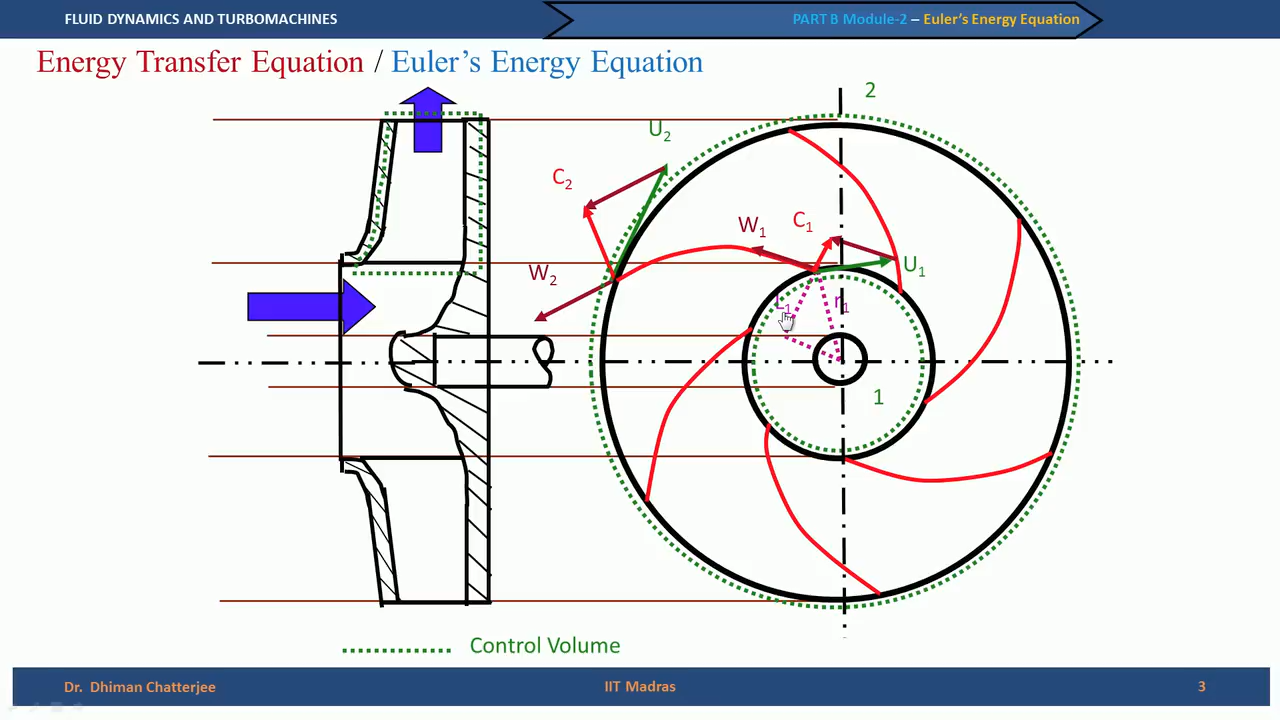 FLUID DYNAMICS AND TURBOMACHINES
PART B Module-2 – Euler's Energy Equation
Energy Transfer Equation / Euler's Energy Equation
2
U2
C2
W1
C1
U1
W2
L1
r1
1
Control Volume
Dr. Dhiman Chatterjee
IIT Madras
3